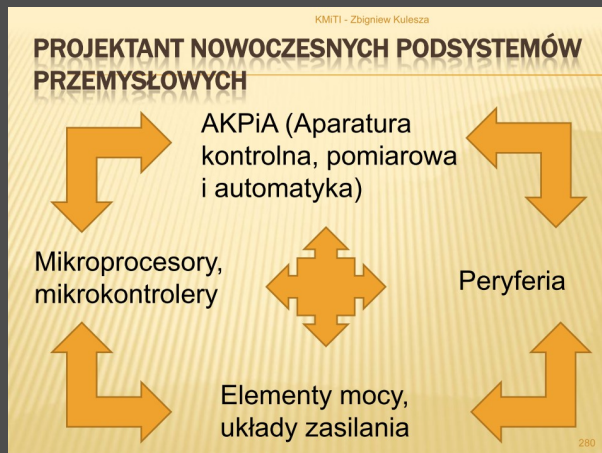 KMiTI - Zbigniew Kulesza
PROJEKTANT NOWOCZESNYCH PODSYSTEMÓW
PRZEMYSŁOWYCH
AKPiA (Aparatura
kontrolna, pomiarowa
i automatyka)
Mikroprocesory,
mikrokontrolery
Peryferia
Elementy mocy,
układy zasilania
280